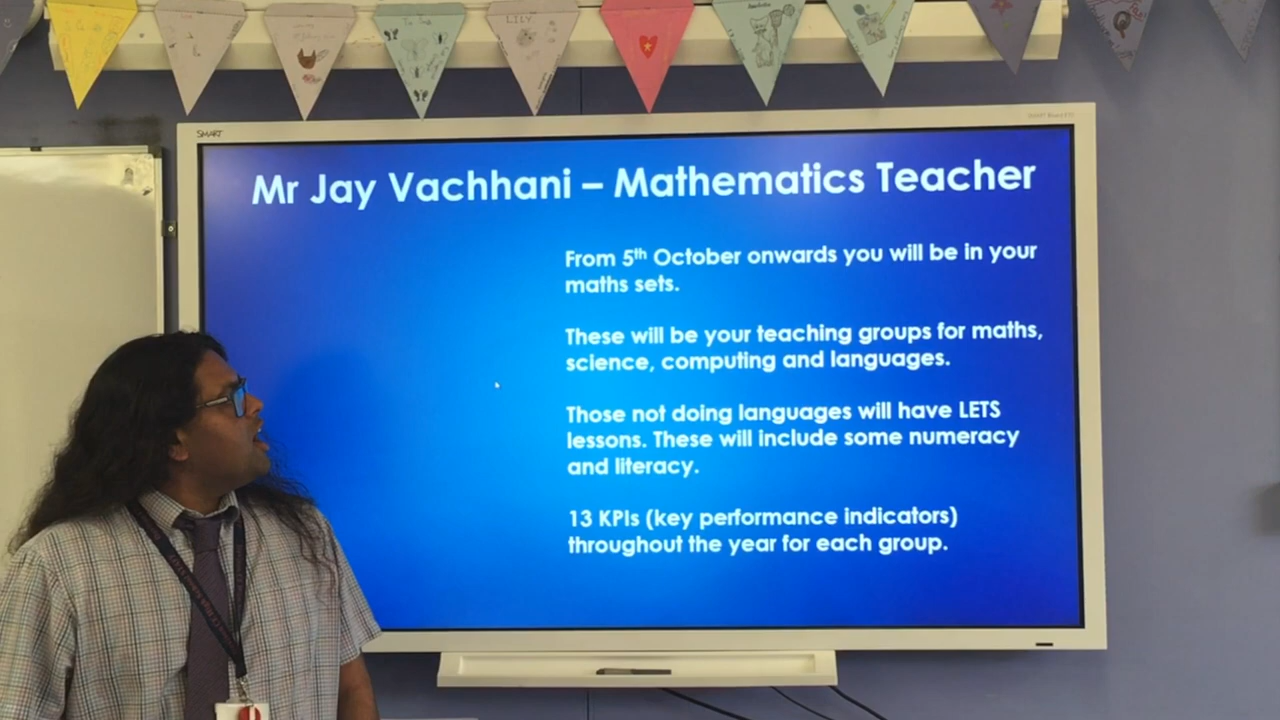 LILY.
SMART
Mr Jay Vachhani – Mathematics Teacher
From 5th October onwards you will be in your
maths sets.
These will be your teaching groups for maths,
science, computing and languages.
Those not doing languages will have LETS
lessons. These will include some numeracy
and literacy.
13 KPIs (key performance indicators)
throughout the year for each group.